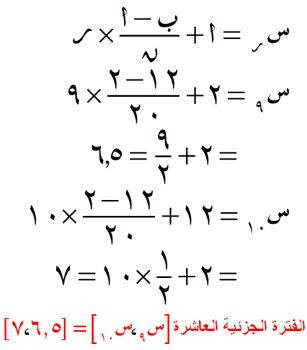 س ر = ا + (ب – ا)/ن × ر
س ٩ = ٢ + (١٢ – ٢)/٢٠ × ٩
= ٢ + ٩/٢ = ٦,٥
س ١٠ = ١٢ + (١٢ – ٢)/٢٠ × ١٠
= ٢ + ١/٢ × ١٠ = ٧
الفترة الجزئية العاشرة [س ٩،س ١٠] = [٦,٥،٧]